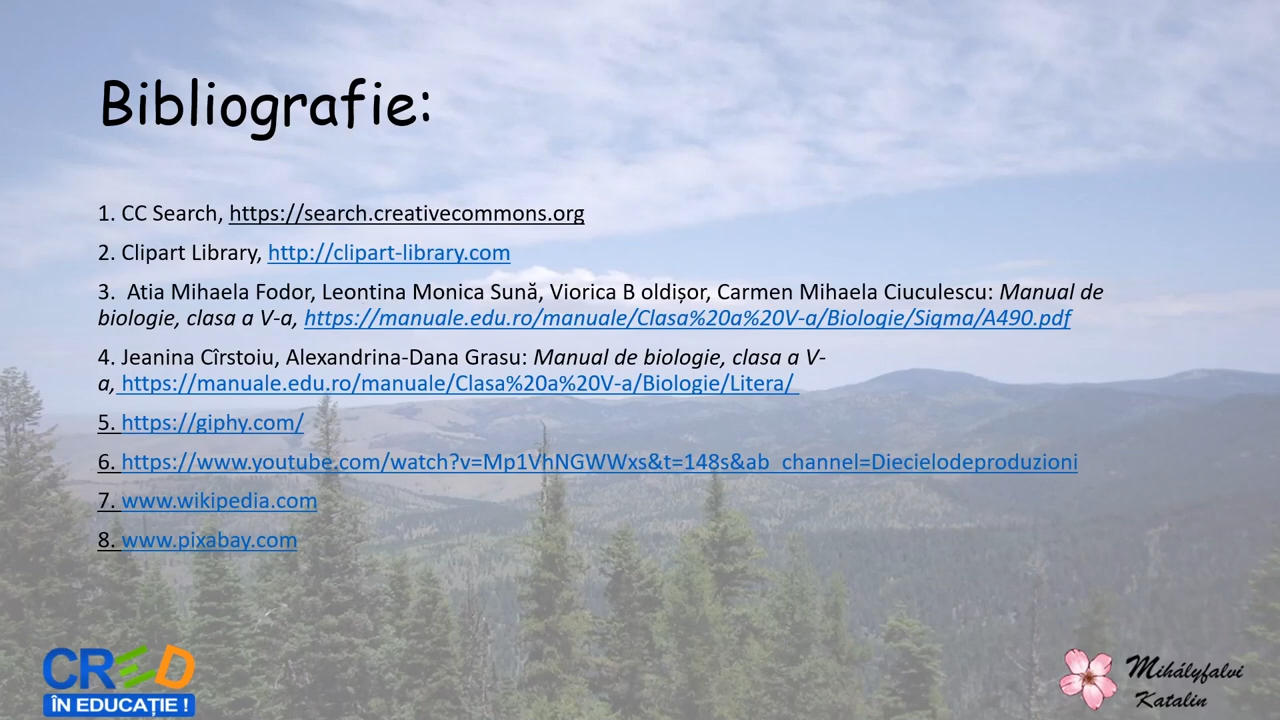 Bibliografie:
1. CC Search, https://search.creativecommons.org
2. Clipart Library, http://clipart-library.com
3.  Atia Mihaela Fodor, Leontina Monica Sună, Viorica B oldișor, Carmen Mihaela Ciuculescu: Manual de
biologie, clasa a V-a, https://manuale.edu.ro/manuale/Clasa%20a%20V-a/Biologie/Sigma/A490.pdf
4. Jeanina Cîrstoiu, Alexandrina-Dana Grasu: Manual de biologie, clasa a V-
a, https://manuale.edu.ro/manuale/Clasa%20a%20V-a/Biologie/Litera/
5. https://giphy.com/
6. https://www.youtube.com/watch?v=Mp1VhNGWWxs&t=148s&ab_channel=Diecielodeproduzioni
7. www.wikipedia.com
8. www.pixabay.com
CRED
ÎN EDUCAȚIE !
Mihályfalvi
Katalin